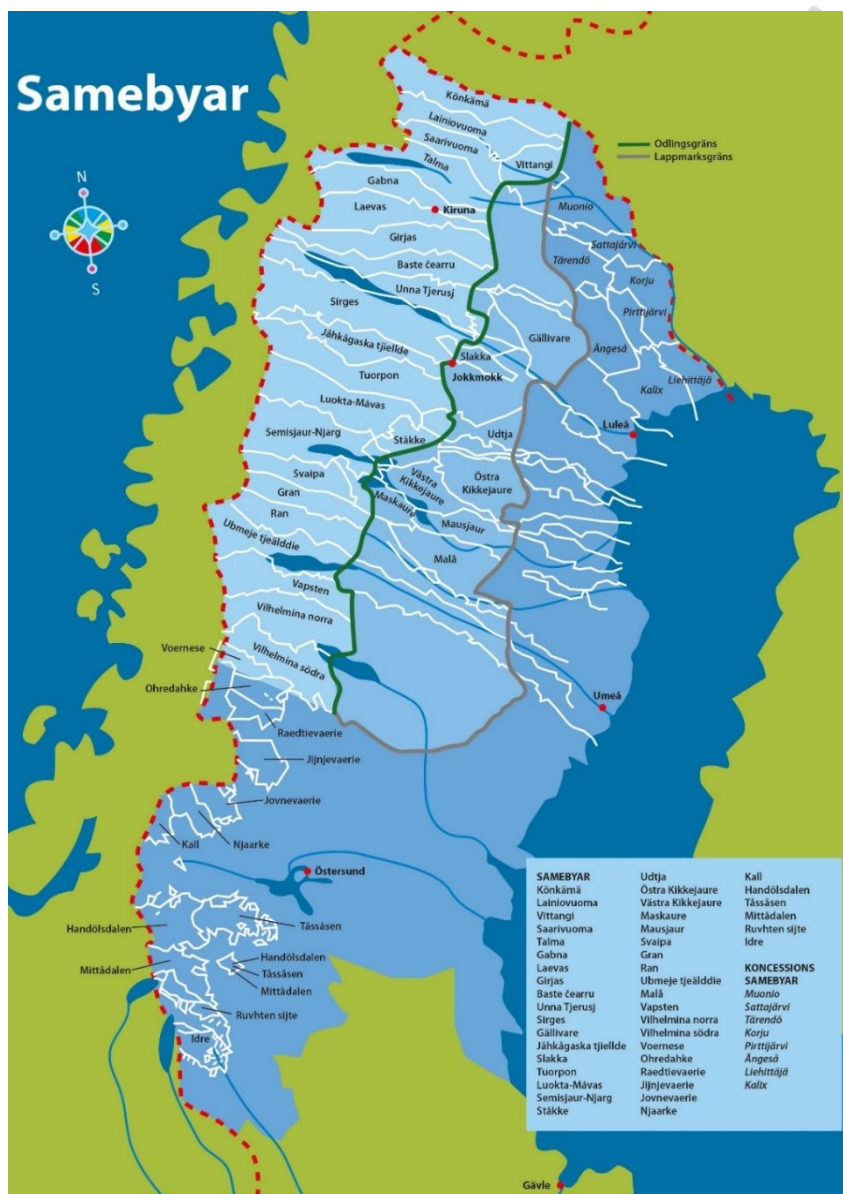 Samebyar
N
S
Odlingsgräns
Lappmarksgräns
Könkämä
Lainiovuoma
Saarivuoma
Talma
Vittangi
Gabna
Laevas
Kiruna
Muonio
Girjas
Sattajärvi
Baste čearru
Tärendö
Korju
Unna Tjerusj
Sirges
Pirttijärvi
Jåhkågaska tjiellde
Gällivare
Ängeså
Slakka
Jokkmokk
Tuorpon
Kalix
Liehittäjä
Luokta-Mávas
Luleå
Semisjaur-Njarg
Ståkke
Udtja
Svaipa
Västra
Kikkejaure
Östra
Kikkejaure
Gran
Maskaure
Ran
Mausjaur
Ubmeje tjeälddie
Malå
Vapsten
Vilhelmina norra
Voernese
Vilhelmina södra
Ohredahke
Umeå
Raedtievaerie
Jijnjevaerie
Jovnevaerie
Kall
Njaarke
Östersund
Handölsdalen
Tåssåsen
Mittådalen
Handölsdalen
Tåssåsen
Mittådalen
Ruvhten sijte
Idre
Gävle
SAMEBYAR
Könkämä
Lainiovuoma
Vittangi
Saarivuoma
Talma
Gabna
Laevas
Girjas
Baste čearru
Unna Tjerusj
Sirges
Gällivare
Jåhkågaska tjiellde
Slakka
Tuorpon
Luokta-Mávas
Semisjaur-Njarg
Ståkke
Udtja
Östra Kikkejaure
Västra Kikkejaure
Maskaure
Mausjaur
Svaipa
Gran
Ran
Ubmeje tjeälddie
Malå
Vapsten
Vilhelmina norra
Vilhelmina södra
Voernese
Ohredahke
Raedtievaerie
Jijnjevaerie
Jovnevaerie
Njaarke
Kall
Handölsdalen
Tåssåsen
Mittådalen
Ruvhten sijte
Idre
KONCESSIONS
SAMEBYAR
Muonio
Sattajärvi
Tärendö
Korju
Pirttijärvi
Ängeså
Liehittäjä
Kalix